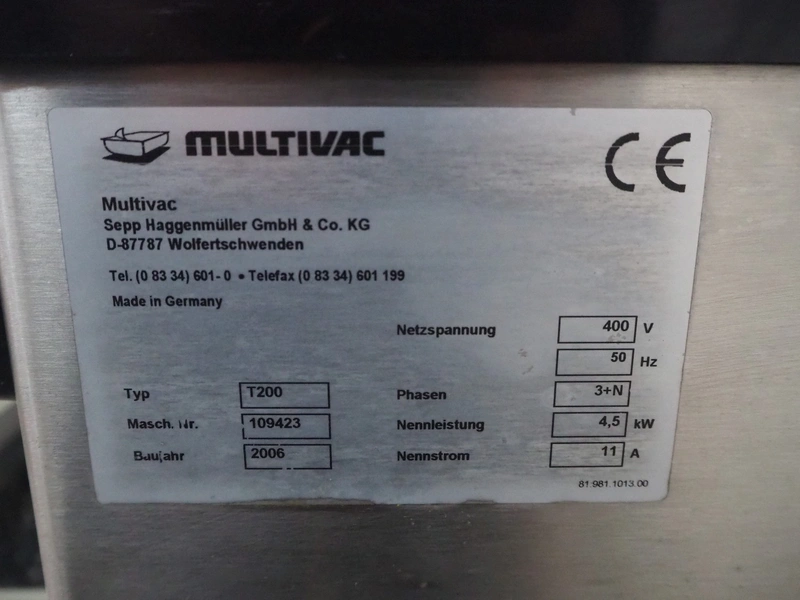 MULTIVAC
CE
Multivac
Sepp Haggenmüller GmbH & Co. KG
D-87787 Wolfertschwenden
Tel. (0 83 34) 601-0 • Telefax (0 83 34) 601 199
Made in Germany
Netzspannung 400 V
50 Hz
Typ T200 Phasen 3+N
Masch. Nr. 109423 Nennleistung 4,5 kW
Baujahr 2006 Nennstrom 11 A
81.981.1013.00